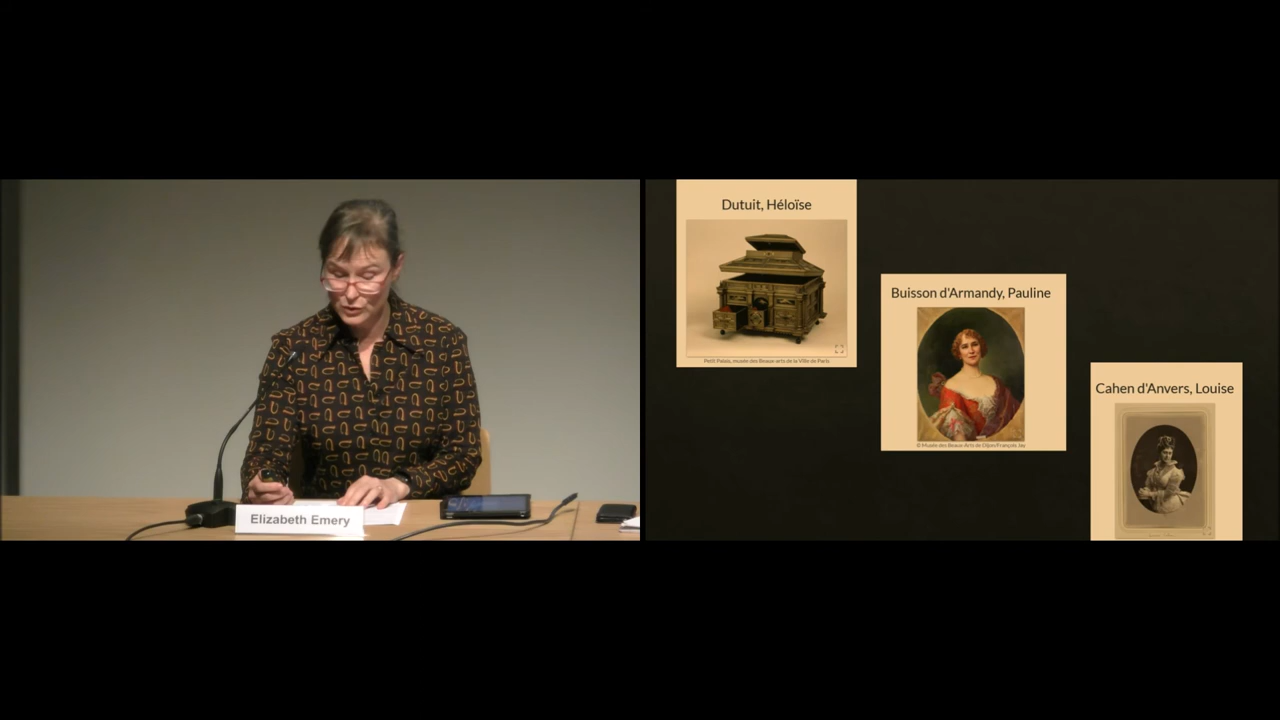 Elizabeth Emery
Dutuit, Héloïse
Petit Palais, musée des Beaux-arts de la Ville de Paris
Buisson d'Armandy, Pauline
© Musée des Beaux-Arts de Dijon/François Jay
Cahen d'Anvers, Louise